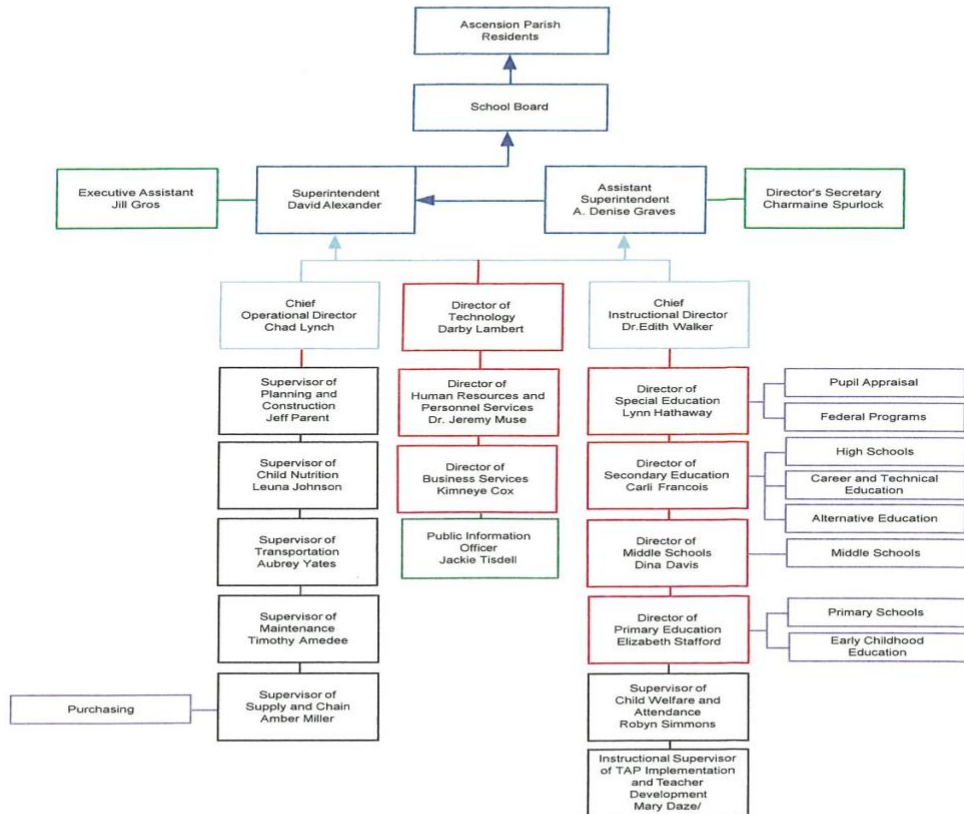 Ascension Parish
Residents
School Board
Executive Assistant
Jill Gros
Superintendent
David Alexander
Assistant
Superintendent
A. Denise Graves
Director's Secretary
Charmaine Spurlock
Chief
Operational Director
Chad Lynch
Director of
Technology
Darby Lambert
Chief
Instructional Director
Dr.Edith Walker
Supervisor of
Planning and
Construction
Jeff Parent
Director of
Human Resources and
Personnel Services
Dr. Jeremy Muse
Director of
Special Education
Lynn Hathaway
Pupil Appraisal
Federal Programs
Supervisor of
Child Nutrition
Leuna Johnson
Director of
Business Services
Kimneye Cox
Director of
Secondary Education
Carli Francois
High Schools
Career and Technical
Education
Alternative Education
Supervisor of
Transportation
Aubrey Yates
Public Information
Officer
Jackie Tisdell
Director of
Middle Schools
Dina Davis
Middle Schools
Supervisor of
Maintenance
Timothy Amedee
Director of
Primary Education
Elizabeth Stafford
Primary Schools
Early Childhood
Education
Purchasing
Supervisor of
Supply and Chain
Amber Miller
Supervisor of
Child Welfare and
Attendance
Robyn Simmons
Instructional Supervisor
of TAP Implementation
and Teacher
Development
Mary Daze/